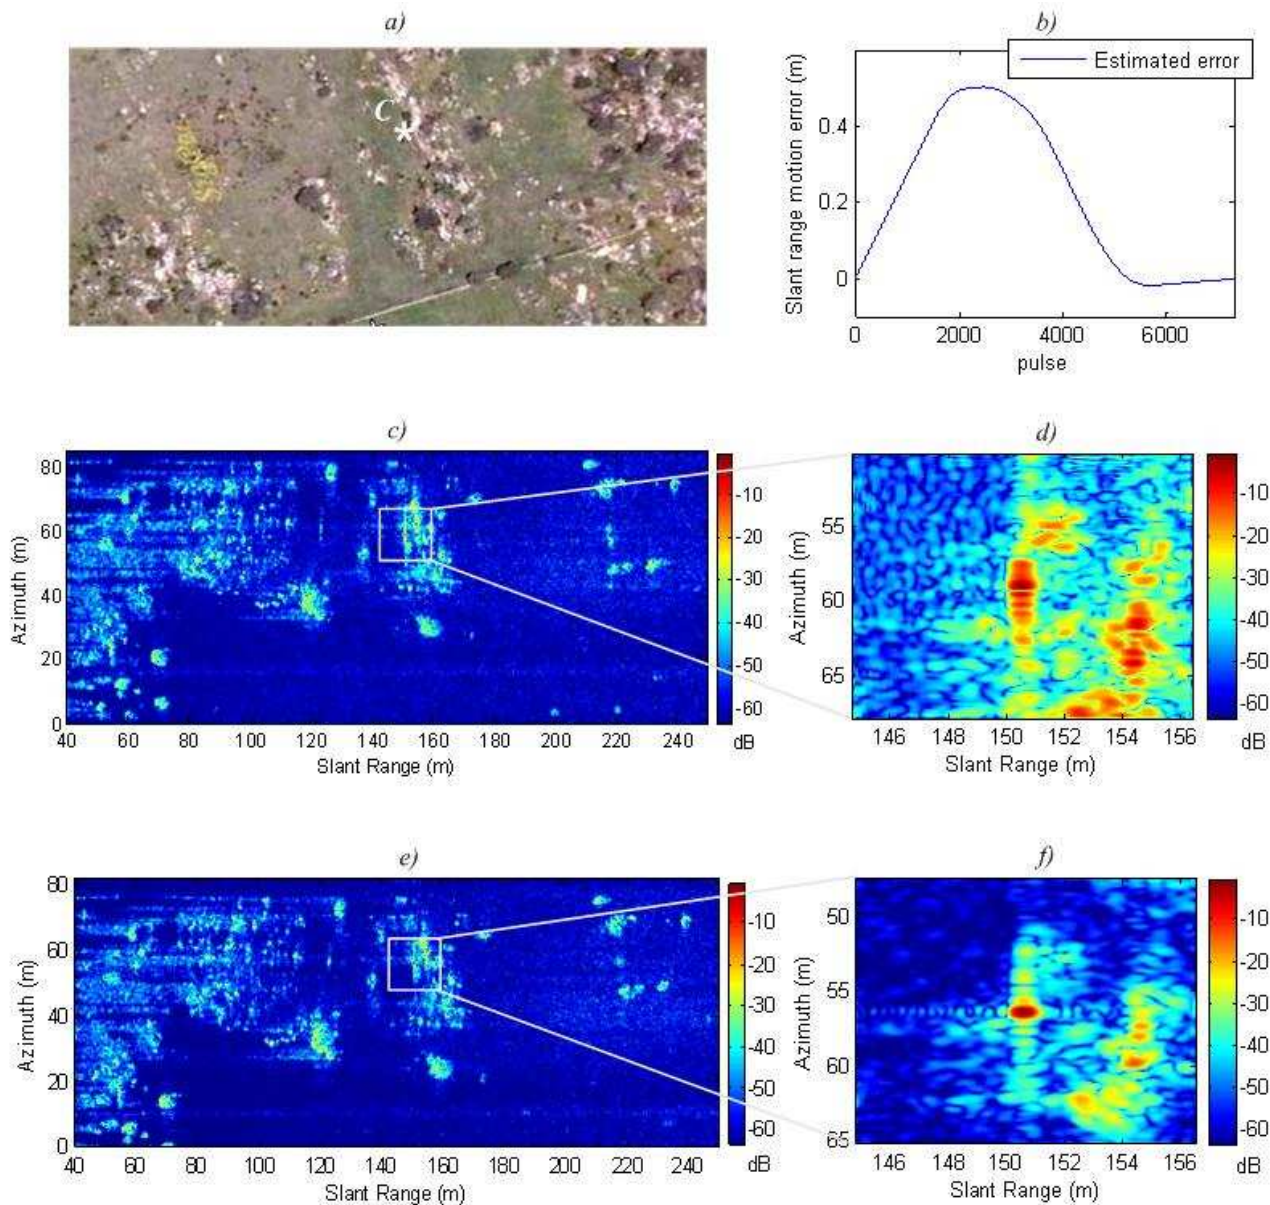 a)
C
*
b)
Estimated error
Slant range motion error (m)
0.4
0.2
0
0 2000 4000 6000
pulse
c)
Azimuth (m)
80
60
40
20
0
40 60 80 100 120 140 160 180 200 220 240
Slant Range (m)
-10
-20
-30
-40
-50
-60
dB
d)
Azimuth (m)
55
60
65
146 148 150 152 154 156
Slant Range (m)
-10
-20
-30
-40
-50
-60
dB
e)
Azimuth (m)
80
60
40
20
0
40 60 80 100 120 140 160 180 200 220 240
Slant Range (m)
-10
-20
-30
-40
-50
-60
dB
f)
Azimuth (m)
50
55
60
65
146 148 150 152 154 156
Slant Range (m)
-10
-20
-30
-40
-50
-60
dB